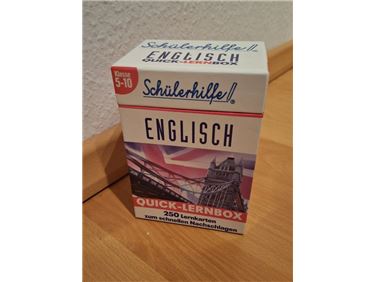 Klasse
5-10
Schülerhilfe!
ENGLISCH
QUICK-LERNBOX
Schülerhilfe!®
ENGLISCH
QUICK-LERNBOX
250 Lernkarten
zum schnellen Nachschlagen